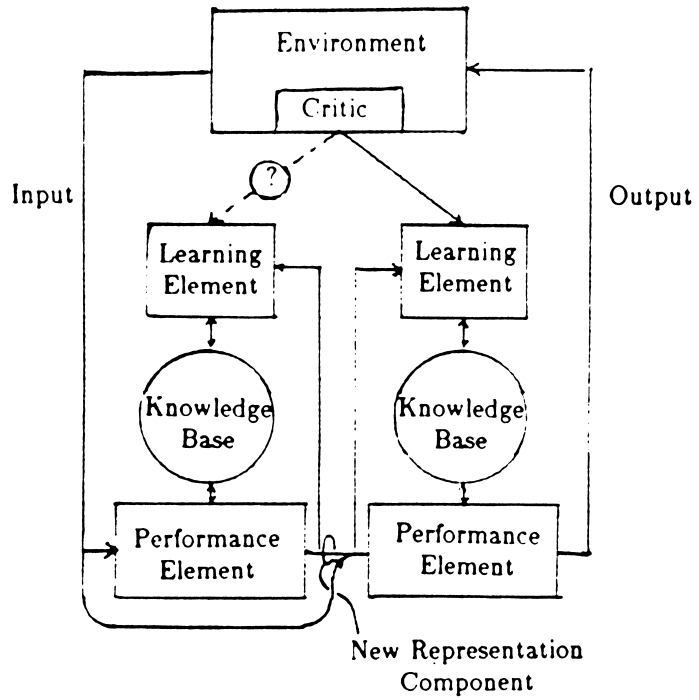 Environment
Critic
?
Input
Output
Learning
Element
Learning
Element
Knowledge
Base
Knowledge
Base
Performance
Element
Performance
Element
New Representation
Component